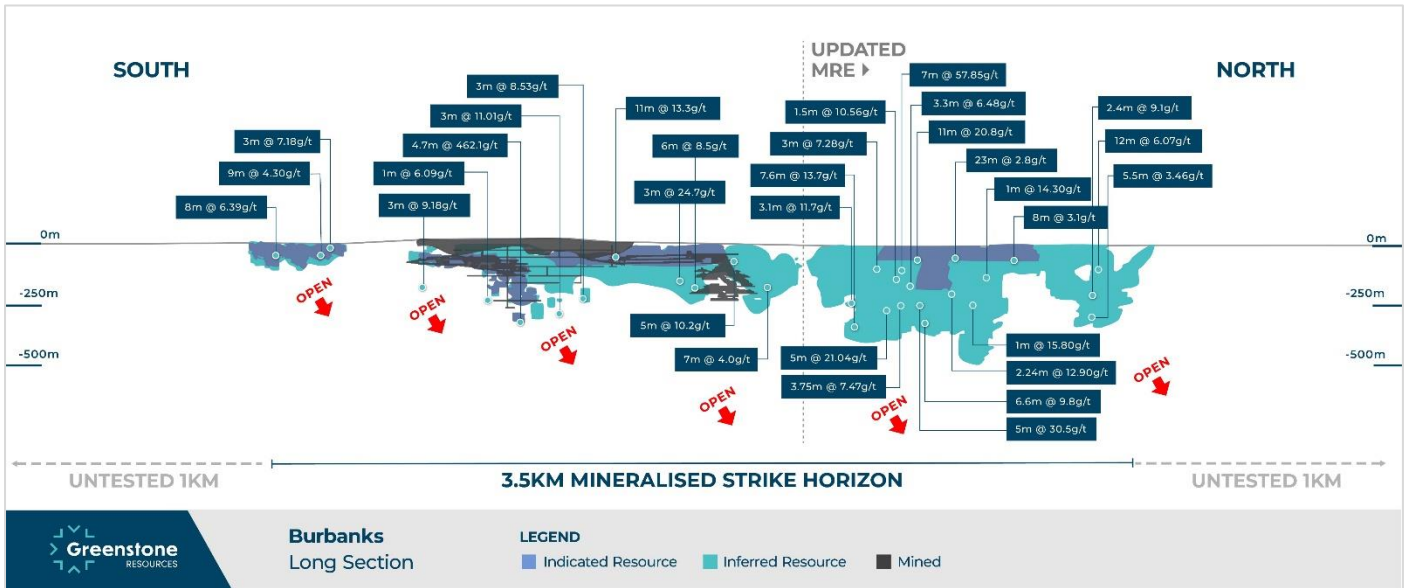 SOUTH
UPDATED
MRE
NORTH
3m @ 8.53g/t
3m @ 11.01g/t
4.7m @ 462.1g/t
1m @ 6.09g/t
3m @ 9.18g/t
3m @ 7.18g/t
9m @ 4.30g/t
8m @ 6.39g/t
11m @ 13.3g/t
6m @ 8.5g/t
3m @ 24.7g/t
7m @ 57.85g/t
1.5m @ 10.56g/t
3.3m @ 6.48g/t
3m @ 7.28g/t
11m @ 20.8g/t
7.6m @ 13.7g/t
23m @ 2.8g/t
3.1m @ 11.7g/t
1m @ 14.30g/t
8m @ 3.1g/t
2.4m @ 9.1g/t
12m @ 6.07g/t
5.5m @ 3.46g/t
0m
-250m
-500m
0m
-250m
-500m
OPEN
OPEN
OPEN
OPEN
OPEN
OPEN
5m @ 10.2g/t
7m @ 4.0g/t
5m @ 21.04g/t
3.75m @ 7.47g/t
1m @ 15.80g/t
2.24m @ 12.90g/t
6.6m @ 9.8g/t
5m @ 30.5g/t
UNTESTED 1KM
3.5KM MINERALISED STRIKE HORIZON
UNTESTED 1KM
Greenstone
RESOURCES
Burbanks
Long Section
LEGEND
Indicated Resource
Inferred Resource
Mined